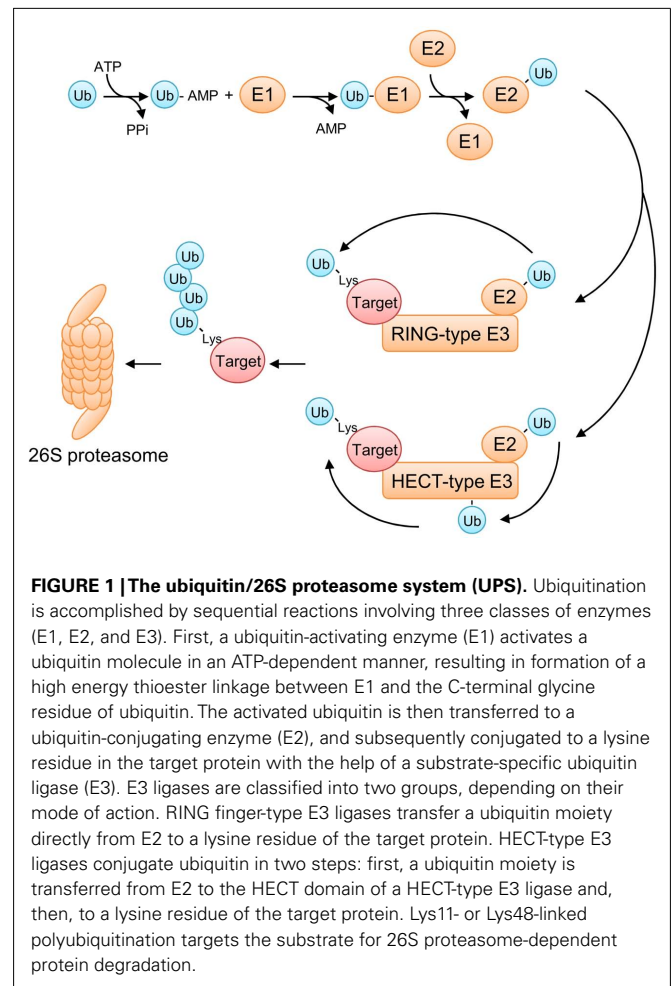 E2
ATP
Ub
Ub - AMP + E1
Ub - E1
E2 Ub
PPi
AMP
E1
Ub
Lys
Target
E2
Ub
RING-type E3
Ub
Ub
Ub
Ub
Lys
Target
26S proteasome
Ub
Lys
Target
E2
Ub
HECT-type E3
Ub
FIGURE 1 | The ubiquitin/26S proteasome system (UPS). Ubiquitination
is accomplished by sequential reactions involving three classes of enzymes
(E1, E2, and E3). First, a ubiquitin-activating enzyme (E1) activates a
ubiquitin molecule in an ATP-dependent manner, resulting in formation of a
high energy thioester linkage between E1 and the C-terminal glycine
residue of ubiquitin. The activated ubiquitin is then transferred to a
ubiquitin-conjugating enzyme (E2), and subsequently conjugated to a lysine
residue in the target protein with the help of a substrate-specific ubiquitin
ligase (E3). E3 ligases are classified into two groups, depending on their
mode of action. RING finger-type E3 ligases transfer a ubiquitin moiety
directly from E2 to a lysine residue of the target protein. HECT-type E3
ligases conjugate ubiquitin in two steps: first, a ubiquitin moiety is
transferred from E2 to the HECT domain of a HECT-type E3 ligase and,
then, to a lysine residue of the target protein. Lys11- or Lys48-linked
polyubiquitination targets the substrate for 26S proteasome-dependent
protein degradation.